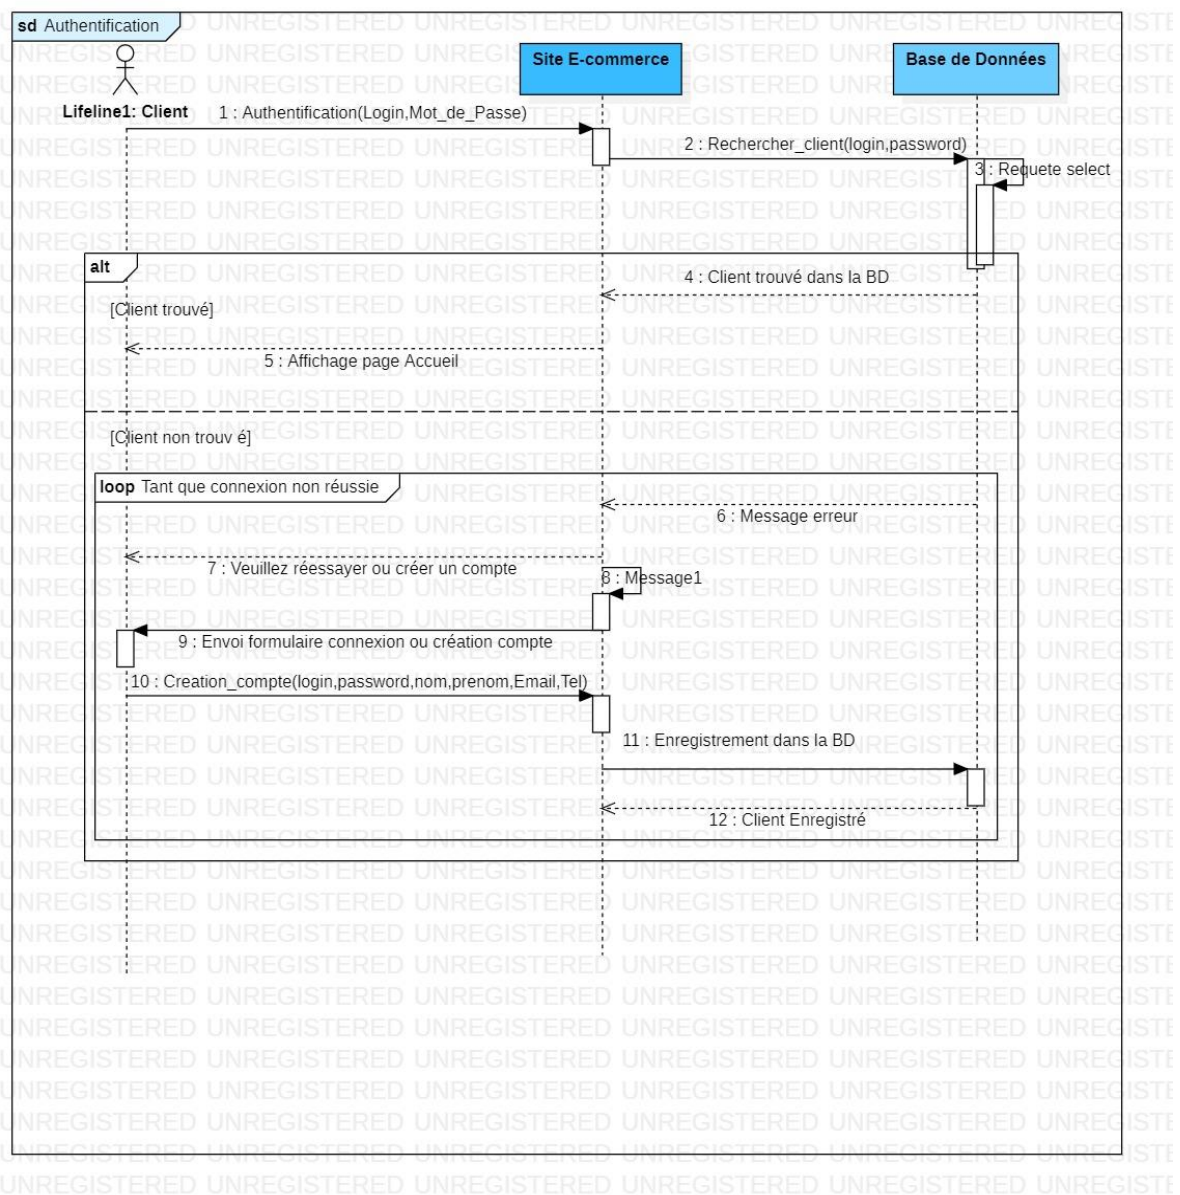 sd Authentification
Site E-commerce
Base de Données
Lifeline1: Client
1 : Authentification(Login,Mot_de_Passe)
2 : Rechercher_client(login,password)
3 : Requete select
alt
4 : Client trouvé dans la BD
[Client trouvé]
5 : Affichage page Accueil
[Client non trouv é]
loop Tant que connexion non réussie
6 : Message erreur
7 : Veuillez réessayer ou créer un compte
8 : Message1
9 : Envoi formulaire connexion ou création compte
10 : Creation_compte(login,password,nom,prenom,Email,Tel)
11 : Enregistrement dans la BD
12 : Client Enregistré
UNREGISTERED